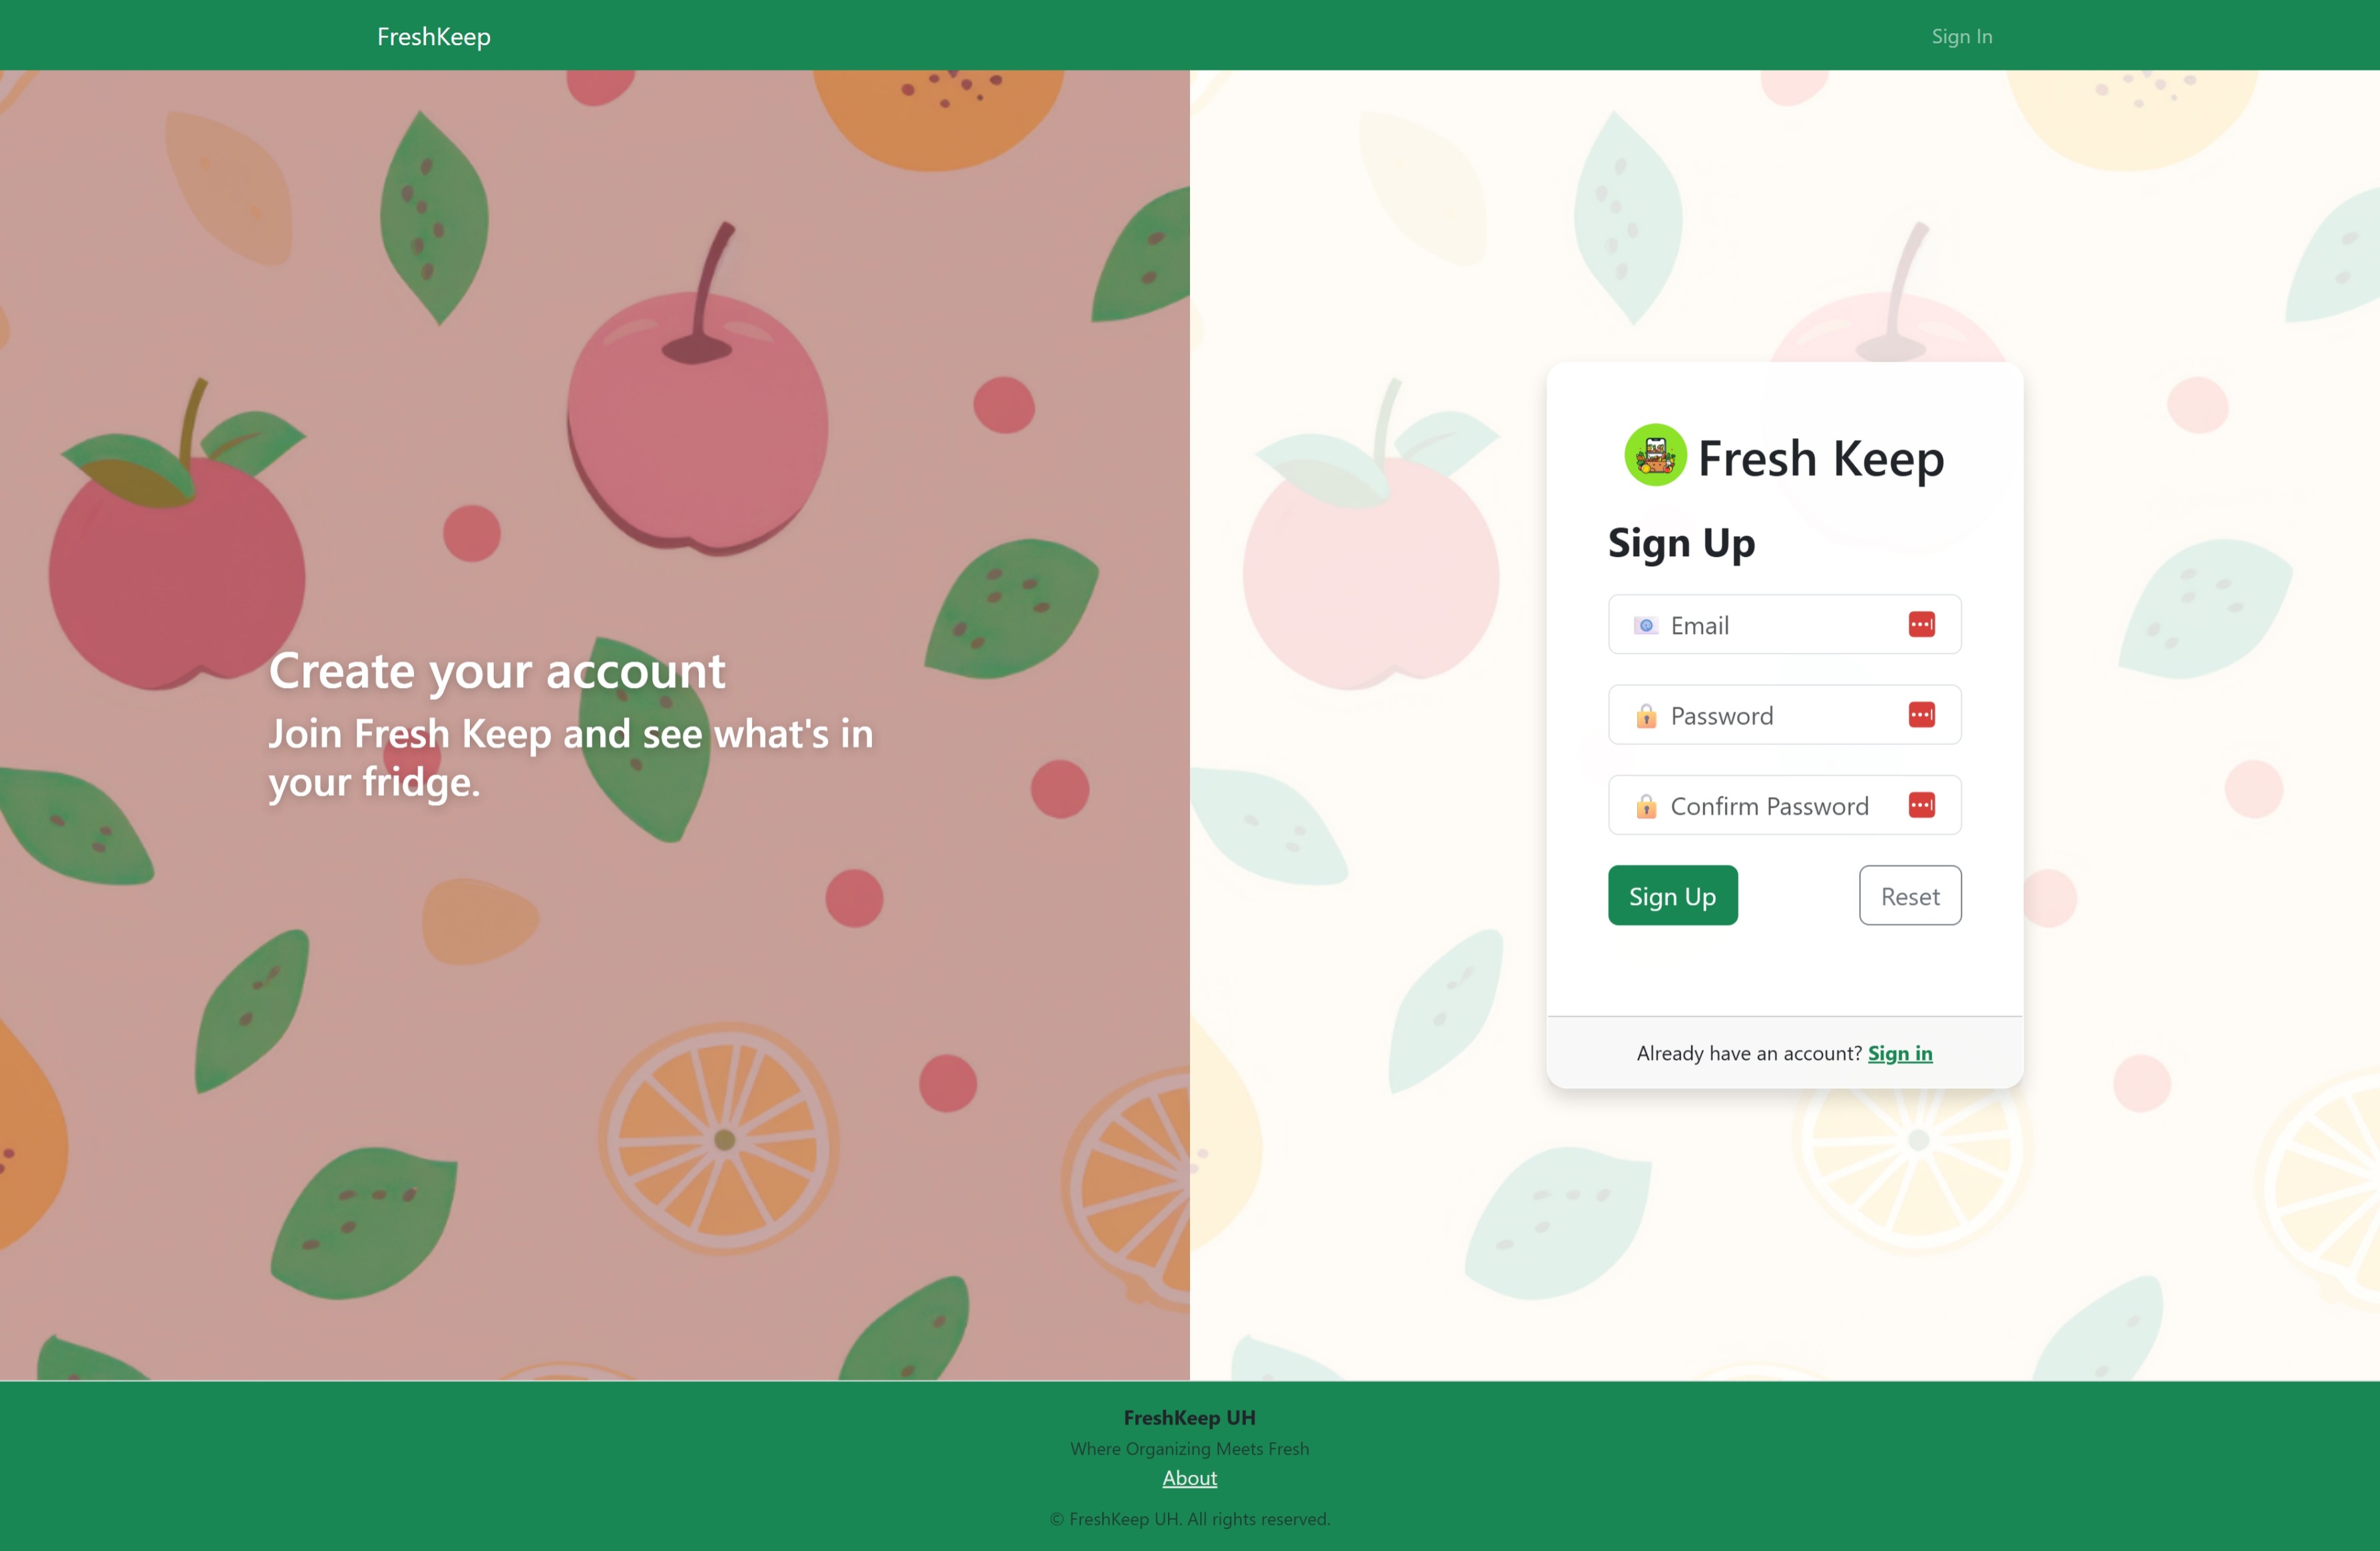 FreshKeep
Sign In
Create your account
Join Fresh Keep and see what's in
your fridge.
Fresh Keep
Sign Up
Email
Password
Confirm Password
Sign Up
Reset
Already have an account? Sign in
FreshKeep UH
Where Organizing Meets Fresh
About
© FreshKeep UH. All rights reserved.